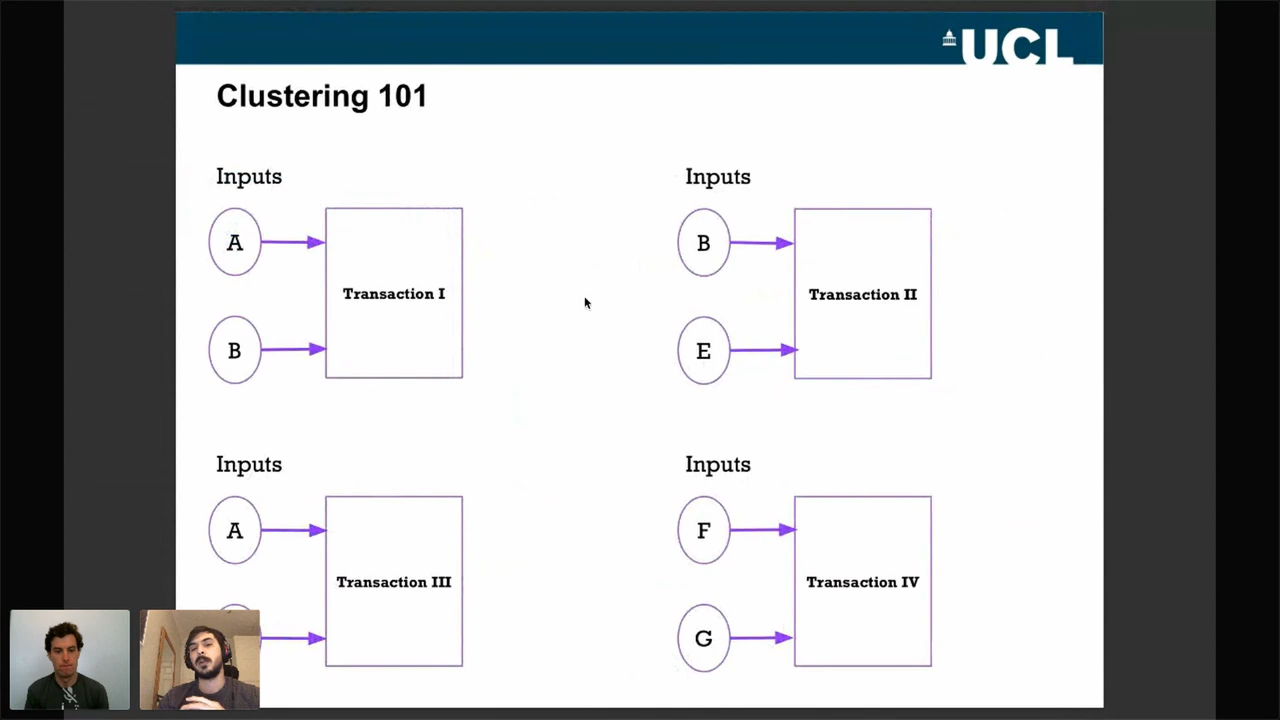 UCL
Clustering 101
Inputs
A
B
Transaction I
Inputs
B
E
Transaction II
Inputs
A
Transaction III
Inputs
F
G
Transaction IV